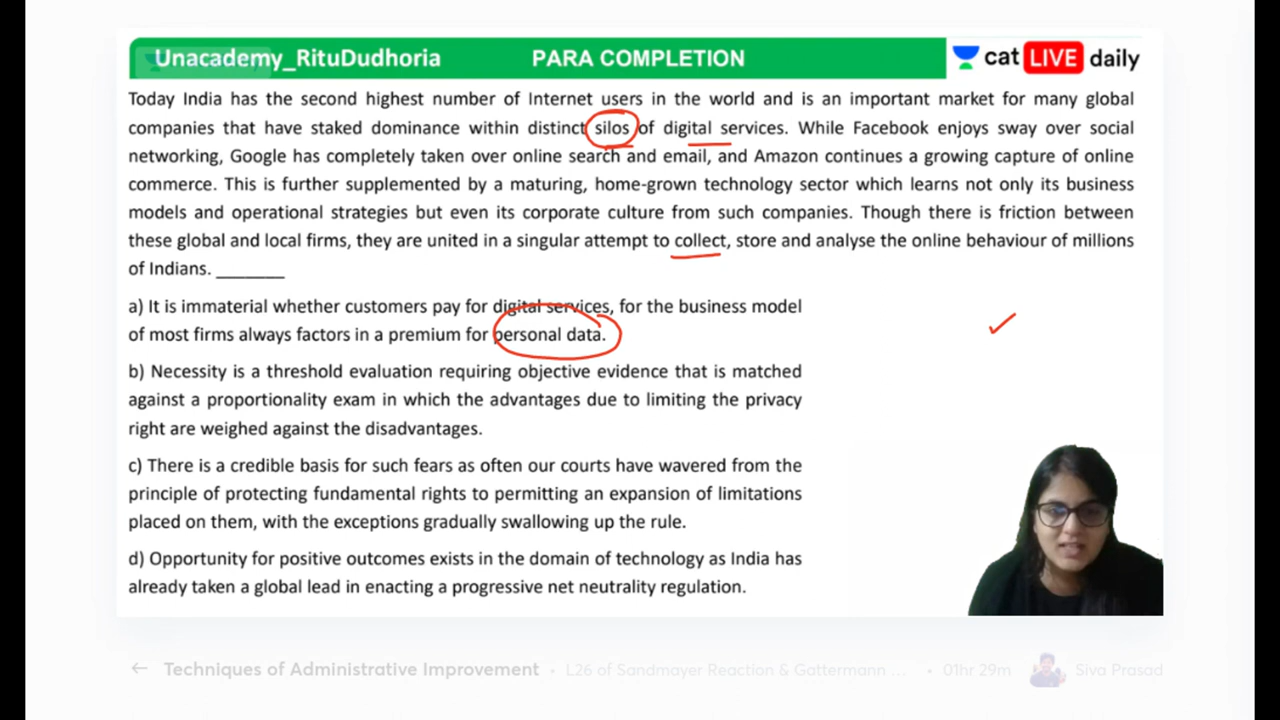 Unacademy_RituDudhoria PARA COMPLETION cat LIVE daily
Today India has the second highest number of Internet users in the world and is an important market for many global
companies that have staked dominance within distinct silos of digital services. While Facebook enjoys sway over social
networking, Google has completely taken over online search and email, and Amazon continues a growing capture of online
commerce. This is further supplemented by a maturing, home-grown technology sector which learns not only its business
models and operational strategies but even its corporate culture from such companies. Though there is friction between
these global and local firms, they are united in a singular attempt to collect, store and analyse the online behaviour of millions
of Indians. _______
a) It is immaterial whether customers pay for digital services, for the business model
of most firms always factors in a premium for personal data.
b) Necessity is a threshold evaluation requiring objective evidence that is matched
against a proportionality exam in which the advantages due to limiting the privacy
right are weighed against the disadvantages.
c) There is a credible basis for such fears as often our courts have wavered from the
principle of protecting fundamental rights to permitting an expansion of limitations
placed on them, with the exceptions gradually swallowing up the rule.
d) Opportunity for positive outcomes exists in the domain of technology as India has
already taken a global lead in enacting a progressive net neutrality regulation.
Techniques of Administrative Improvement • L26 of Sandmayer Reaction & Gattermann ... • 01hr 29m Siva Prasad